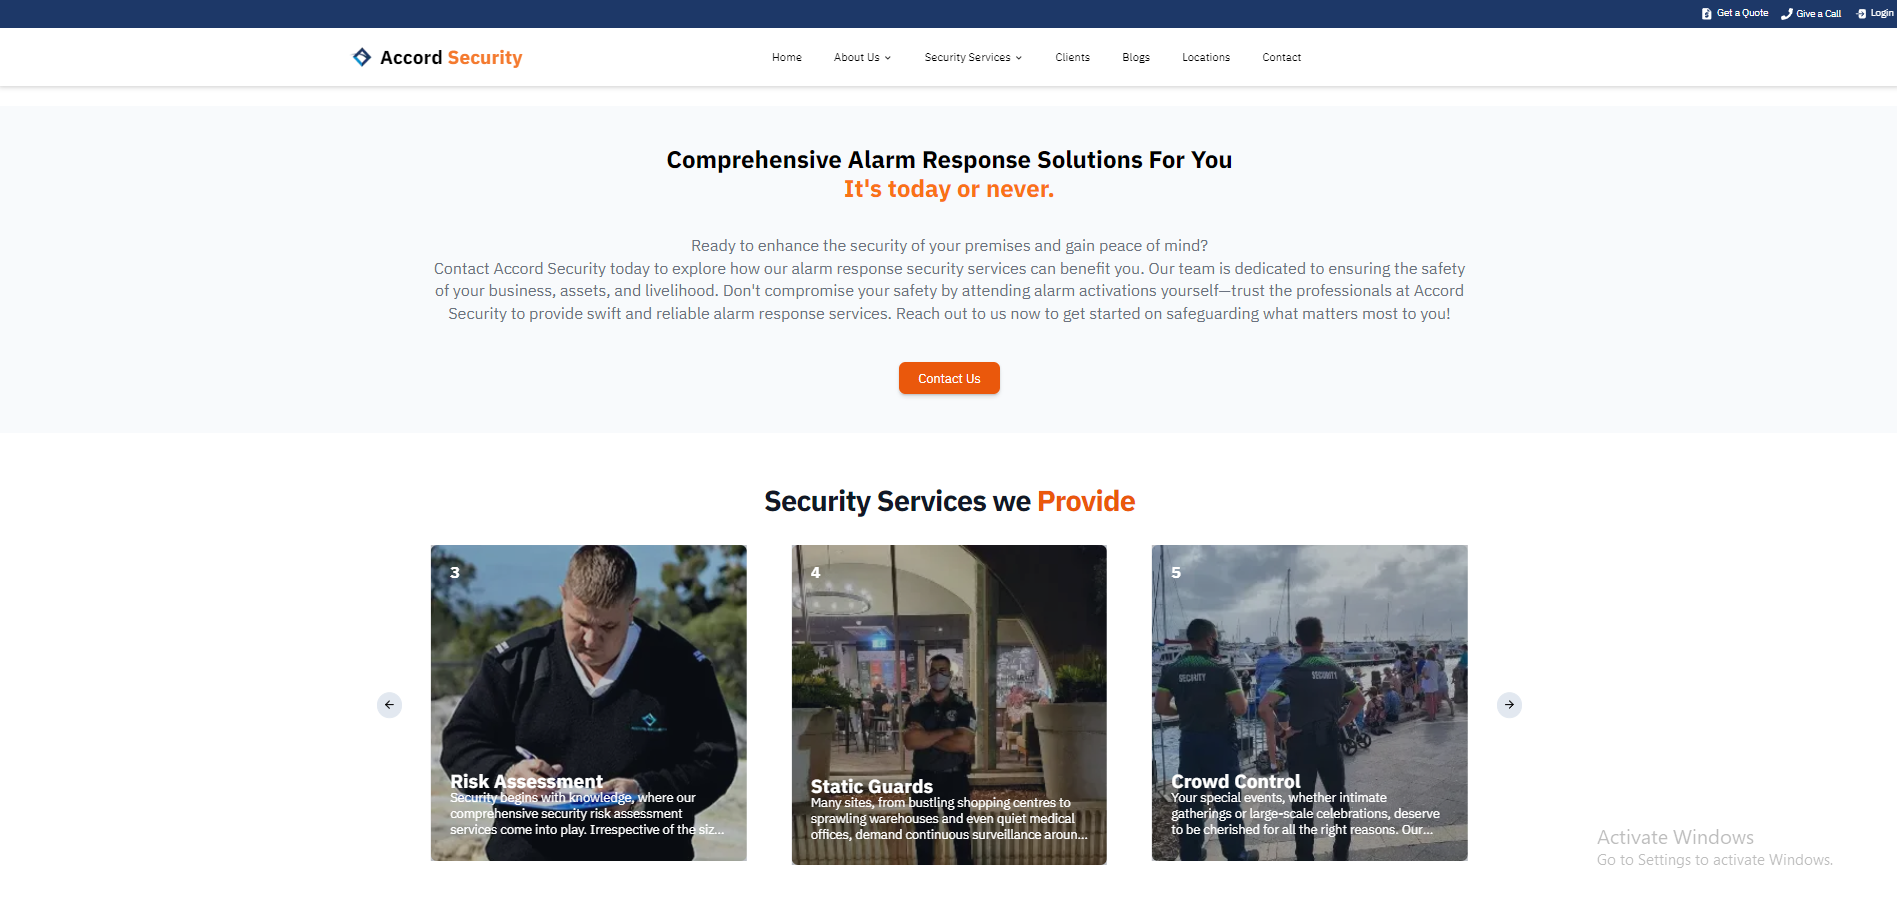 Get a Quote Give a Call Login
Accord Security
Home About Us Security Services Clients Blogs Locations Contact
Comprehensive Alarm Response Solutions For You
It's today or never.
Ready to enhance the security of your premises and gain peace of mind?
Contact Accord Security today to explore how our alarm response security services can benefit you. Our team is dedicated to ensuring the safety
of your business, assets, and livelihood. Don't compromise your safety by attending alarm activations yourself—trust the professionals at Accord
Security to provide swift and reliable alarm response services. Reach out to us now to get started on safeguarding what matters most to you!
Contact Us
Security Services we Provide
3
Risk Assessment
Security begins with knowledge, where our
comprehensive security risk assessment
services come into play. Irrespective of the siz...
4
Static Guards
Many sites, from bustling shopping centres to
sprawling warehouses and even quiet medical
offices, demand continuous surveillance aroun...
5
SECURITY
SECURITY
Crowd Control
Your special events, whether intimate
gatherings or large-scale celebrations, deserve
to be cherished for all the right reasons. Our...
Activate Windows
Go to Settings to activate Windows.